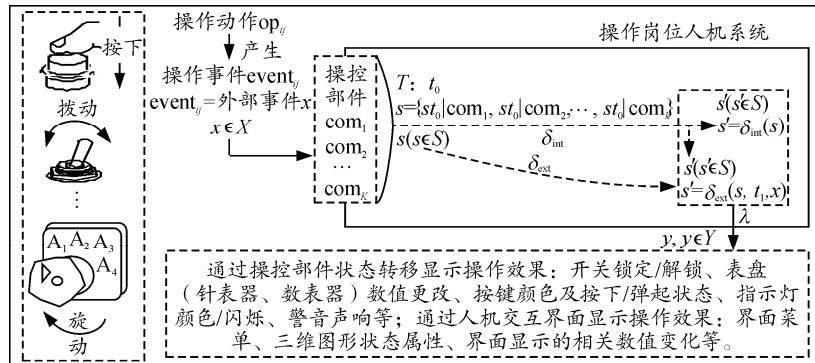 按下
拨动
⋮
A₁ A₂ A₃
A₄
旋
动
操作动作opᵢⱼ
产生
操作事件eventᵢⱼ
eventᵢⱼ=外部事件x
x∈X
操控
部件
com₁
com₂
…
com_K
操作岗位人机系统
T：t₀
s={st₀|com₁, st₀|com₂,⋯, st₀|comₖ}
s(s∈S)
δ_int
δ_ext
s′(s′∈S)
s′=δ_int(s)
s′(s′∈S)
s′=δ_ext(s, t₁,x)
λ
y, y∈Y
通过操控部件状态转移显示操作效果：开关锁定/解锁、表盘
（针表器、数表器）数值更改、按键颜色及按下/弹起状态、指示灯
颜色/闪烁、警音声响等；通过人机交互界面显示操作效果：界面菜
单、三维图形状态属性、界面显示的相关数值变化等。